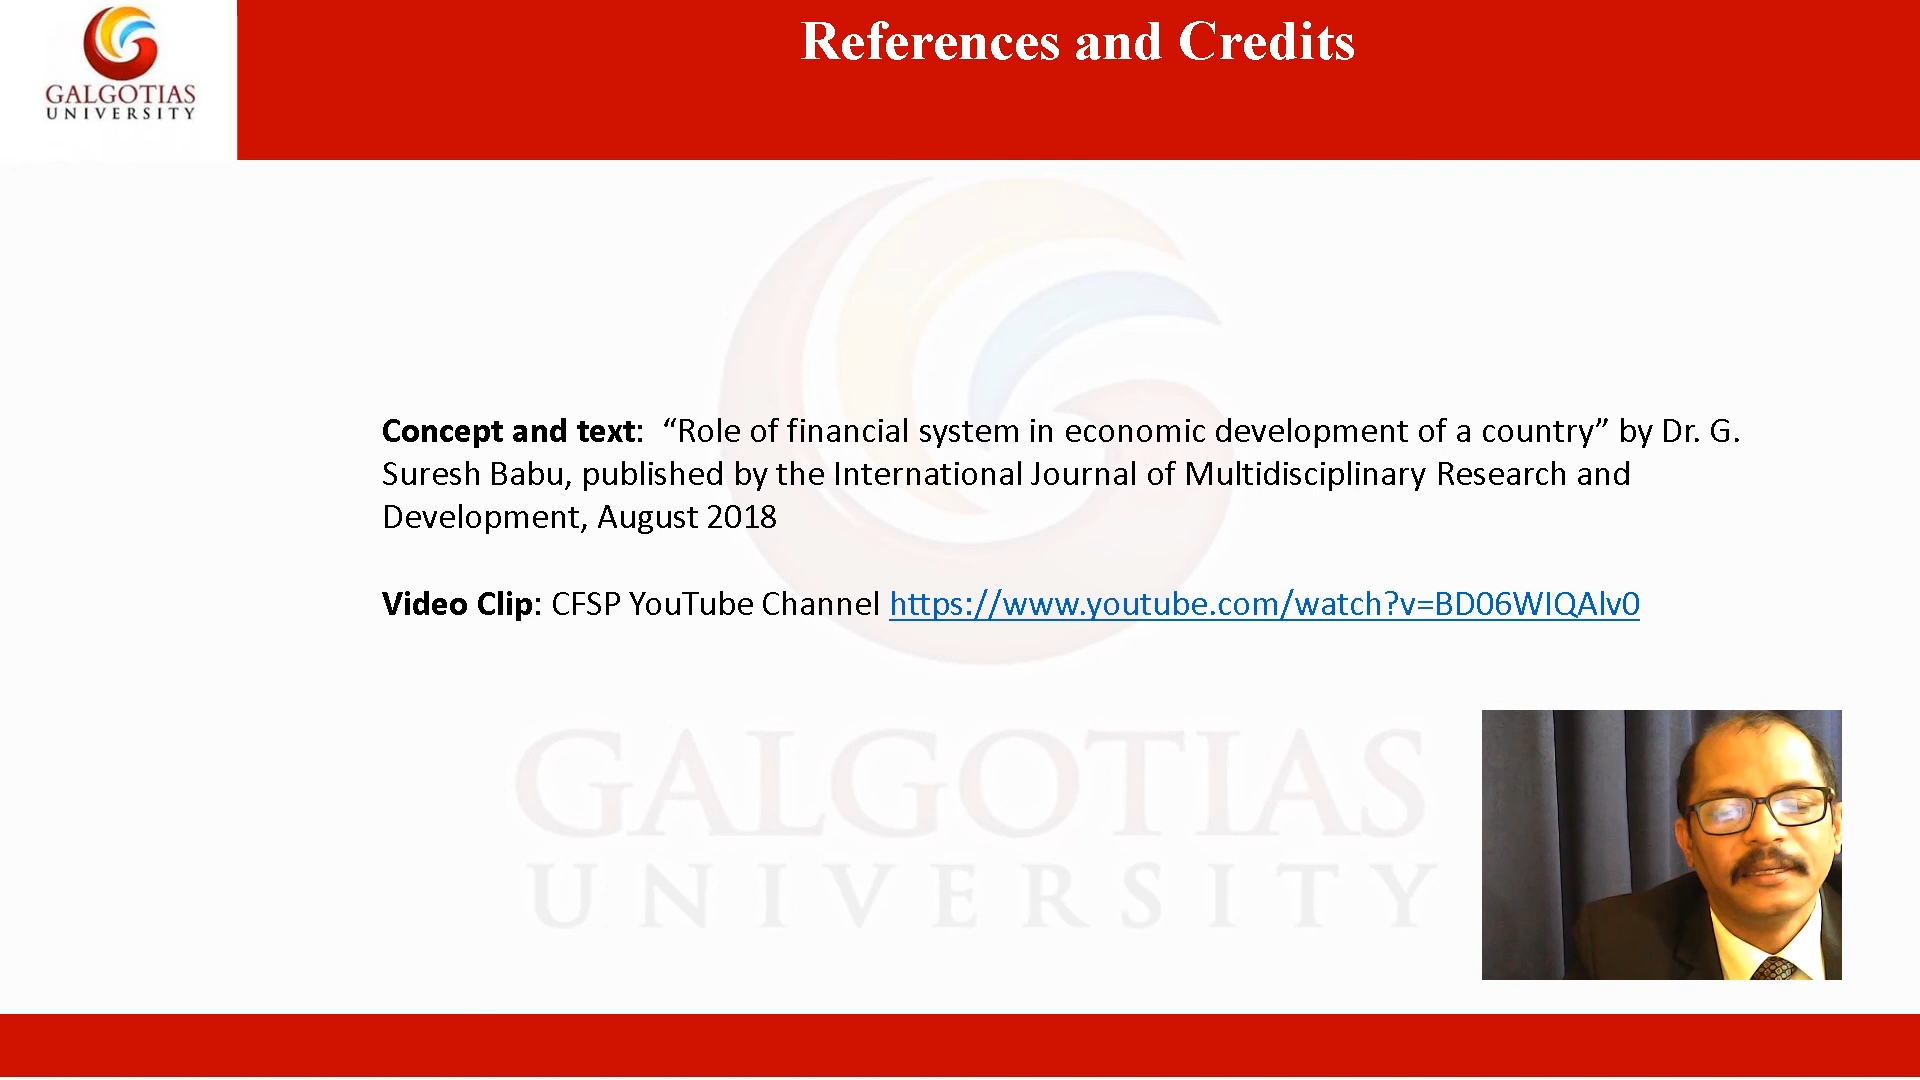 GALGOTIAS
UNIVERSITY
References and Credits
Concept and text:  “Role of financial system in economic development of a country” by Dr. G.
Suresh Babu, published by the International Journal of Multidisciplinary Research and
Development, August 2018
Video Clip: CFSP YouTube Channel https://www.youtube.com/watch?v=BD06WIQAlv0
GALGOTIAS
UNIVERSITY